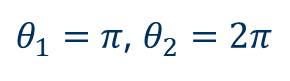 θ₁ = π, θ₂ = 2π